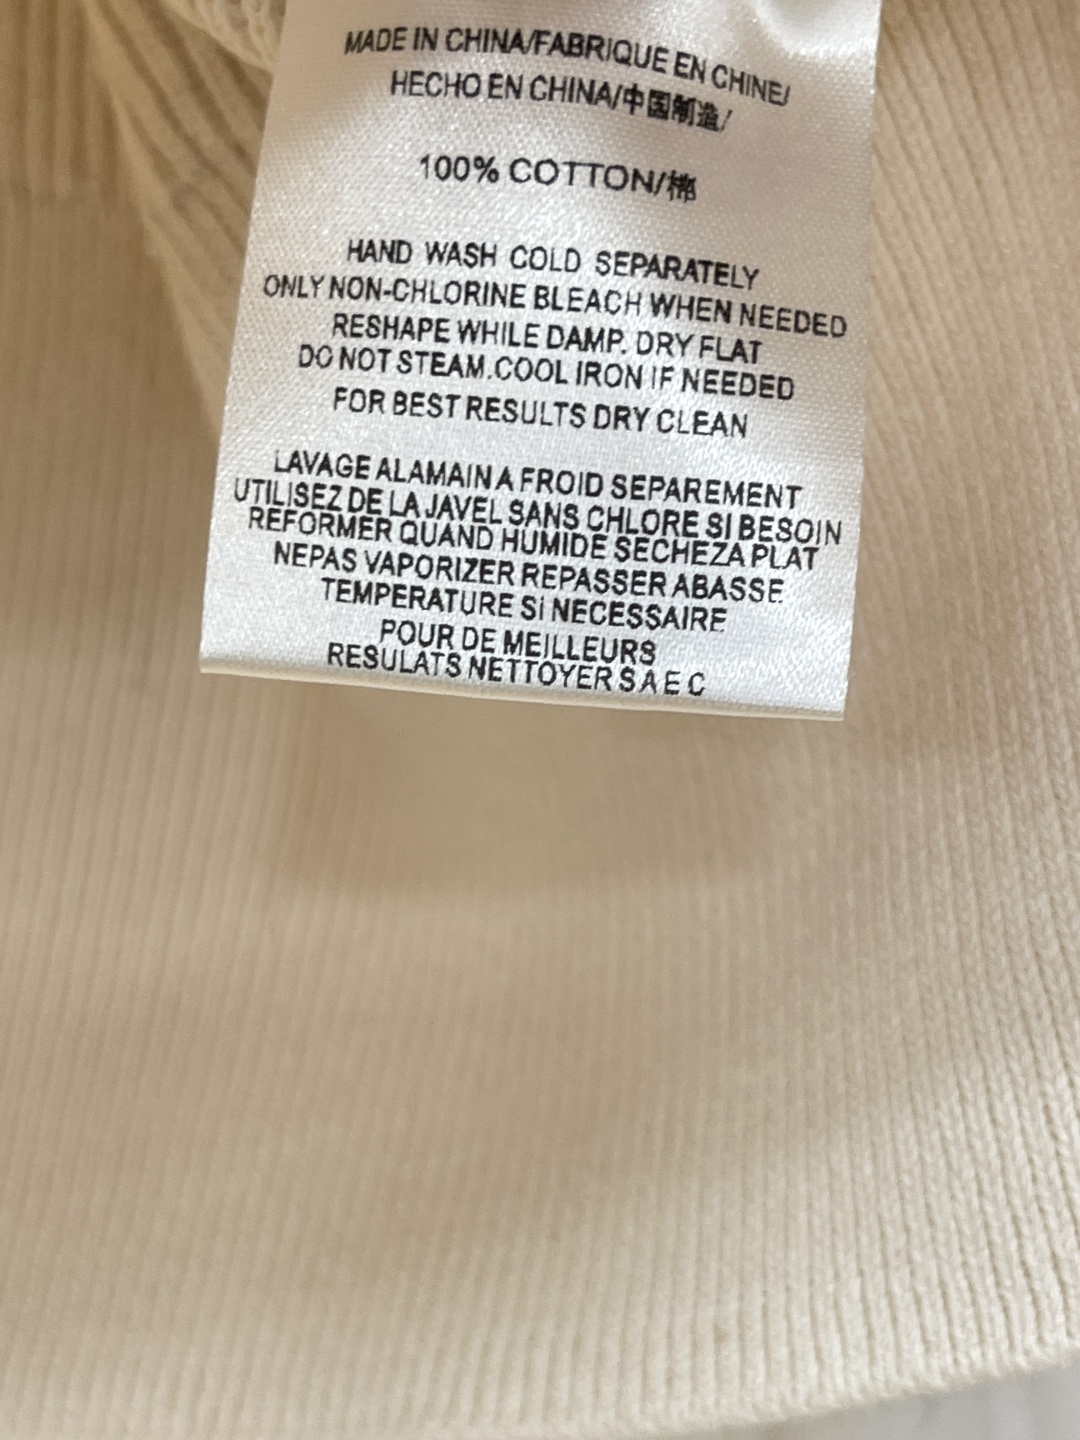 MADE IN CHINA/FABRIQUE EN CHINE/
HECHO EN CHINA/中国制造/
100% COTTON/棉
HAND WASH COLD SEPARATELY
ONLY NON-CHLORINE BLEACH WHEN NEEDED
RESHAPE WHILE DAMP. DRY FLAT
DO NOT STEAM.COOL IRON IF NEEDED
FOR BEST RESULTS DRY CLEAN
LAVAGE ALAMAIN A FROID SEPAREMENT
UTILISEZ DE LA JAVEL SANS CHLORE SI BESOIN
REFORMER QUAND HUMIDE SECHEZA PLAT
NEPAS VAPORIZER REPASSER ABASSE
TEMPERATURE SI NECESSAIRE
POUR DE MEILLEURS
RESULATS NETTOYER SAEC